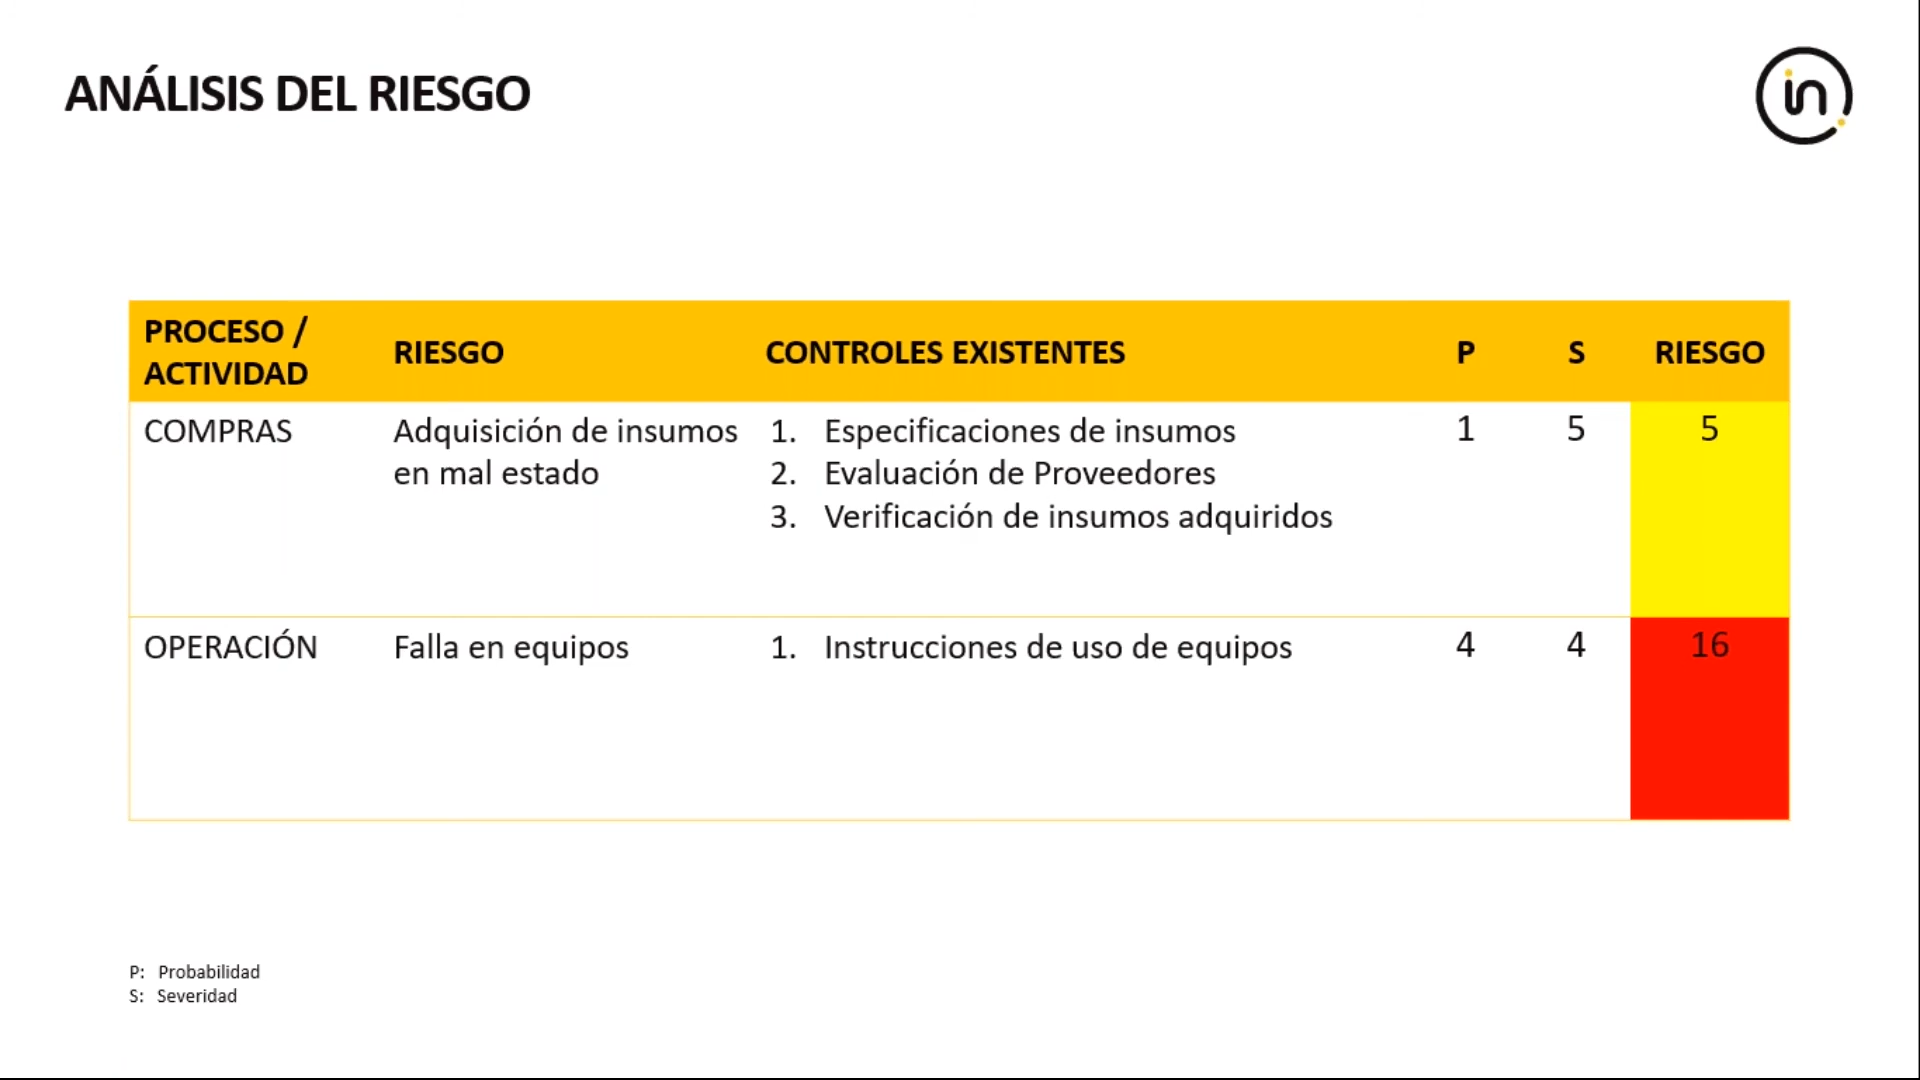 ANÁLISIS DEL RIESGO
in
PROCESO /
ACTIVIDAD
RIESGO
CONTROLES EXISTENTES
P
S
RIESGO
COMPRAS
Adquisición de insumos
en mal estado
1. Especificaciones de insumos
2. Evaluación de Proveedores
3. Verificación de insumos adquiridos
1
5
5
OPERACIÓN
Falla en equipos
1. Instrucciones de uso de equipos
4
4
16
P: Probabilidad
S: Severidad